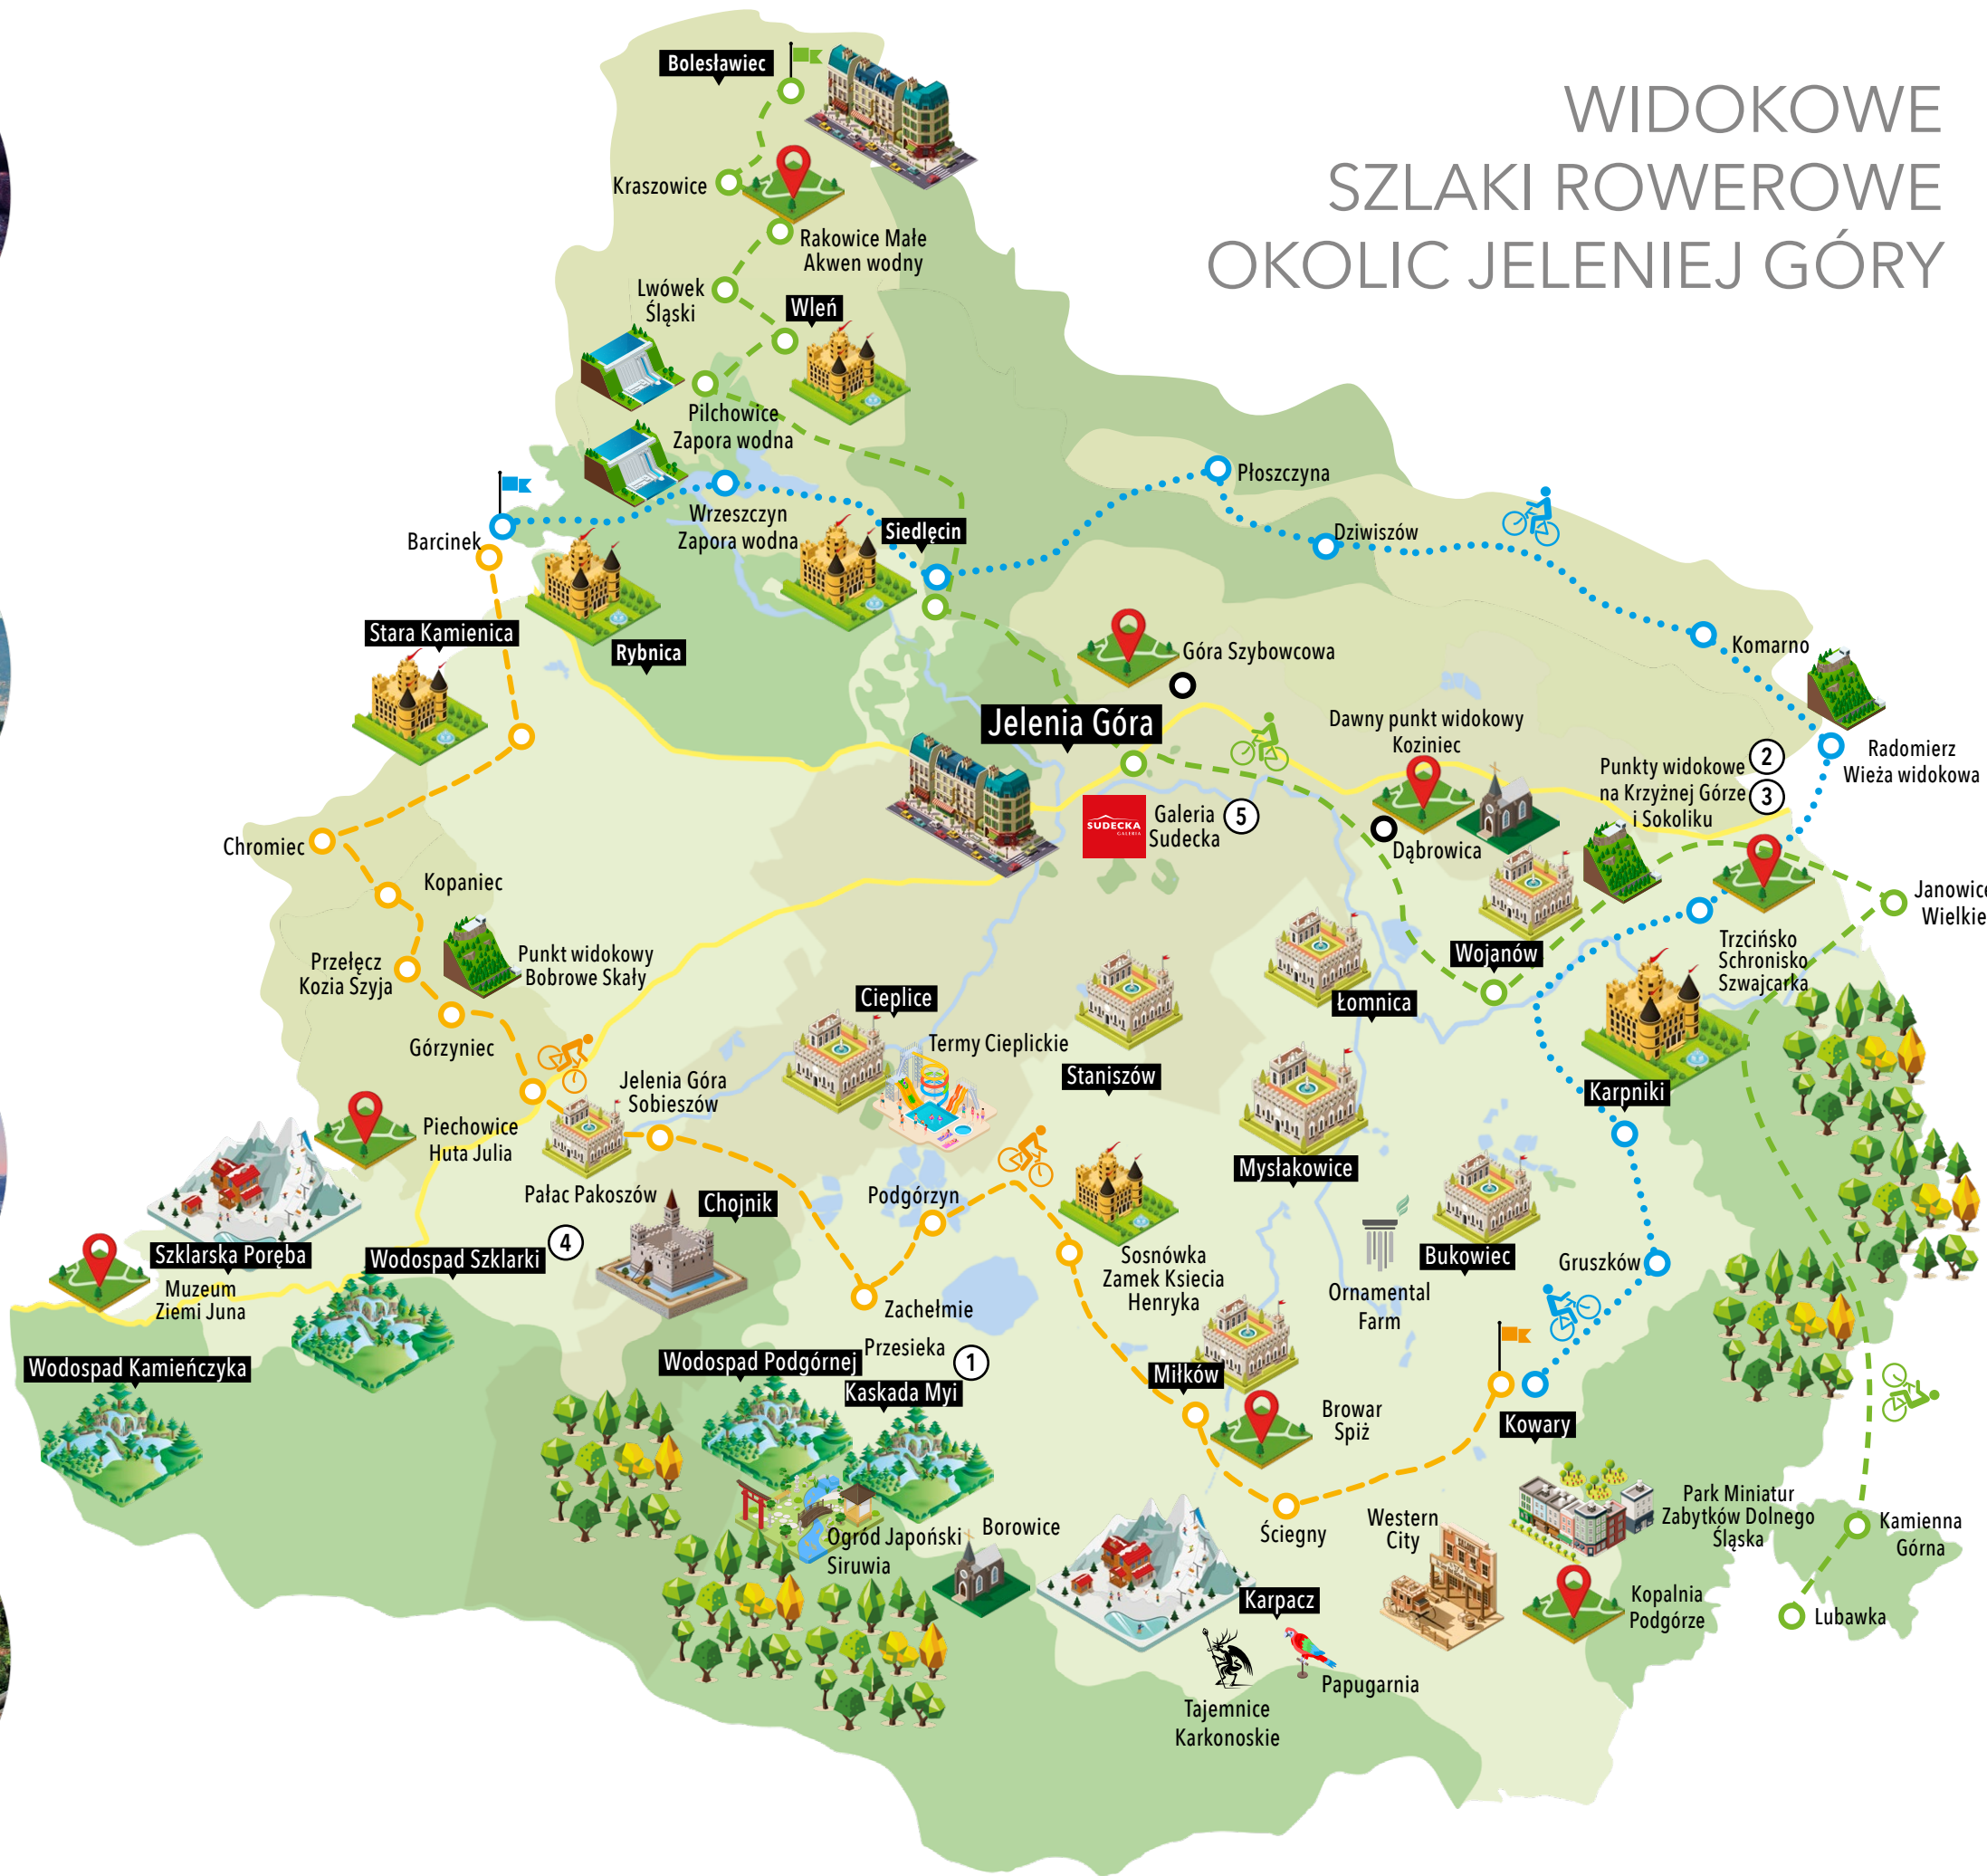 WIDOKOWE
SZLAKI ROWEROWE
OKOLIC JELENIEJ GÓRY
Bolesławiec
Kraszowice
Rakowice Małe
Akwen wodny
Lwówek
Śląski
Wleń
Pilchowice
Zapora wodna
Płoszczyna
Barcinek
Wrzeszczyn
Zapora wodna
Siedlęcin
Dziwiszów
Stara Kamienica
Rybnica
Góra Szybowcowa
Komarno
Jelenia Góra
Dawny punkt widokowy
Koziniec
Radomierz
Wieża widokowa
Punkty widokowe
na Krzyżnej Górze
i Sokoliku
2
3
SUDECKA
GALERIA
Galeria
Sudecka
5
Dąbrowica
Chromiec
Kopaniec
Janowice
Wielkie
Przełęcz
Kozia Szyja
Punkt widokowy
Bobrowe Skały
Wojanów
Trzcińsko
Schronisko
Szwajcarka
Cieplice
Łomnica
Górzyniec
Termy Cieplickie
Staniszów
Jelenia Góra
Sobieszów
Karpniki
Piechowice
Huta Julia
Mysłakowice
Pałac Pakoszów
Chojnik
Podgórzyn
Szklarska Poręba
Muzeum
Ziemi Juna
Wodospad Szklarki
4
Sosnówka
Zamek Ksiecia
Henryka
Bukowiec
Gruszków
Ornamental
Farm
Zachełmie
Wodospad Kamieńczyka
Wodospad Podgórnej
Przesieka
1
Kaskada Myi
Miłków
Browar
Spiż
Kowary
Ogród Japoński
Siruwia
Borowice
Ściegny
Western
City
Park Miniatur
Zabytków Dolnego
Śląska
Kamienna
Górna
Karpacz
Kopalnia
Podgórze
Lubawka
Papugarnia
Tajemnice
Karkonoskie